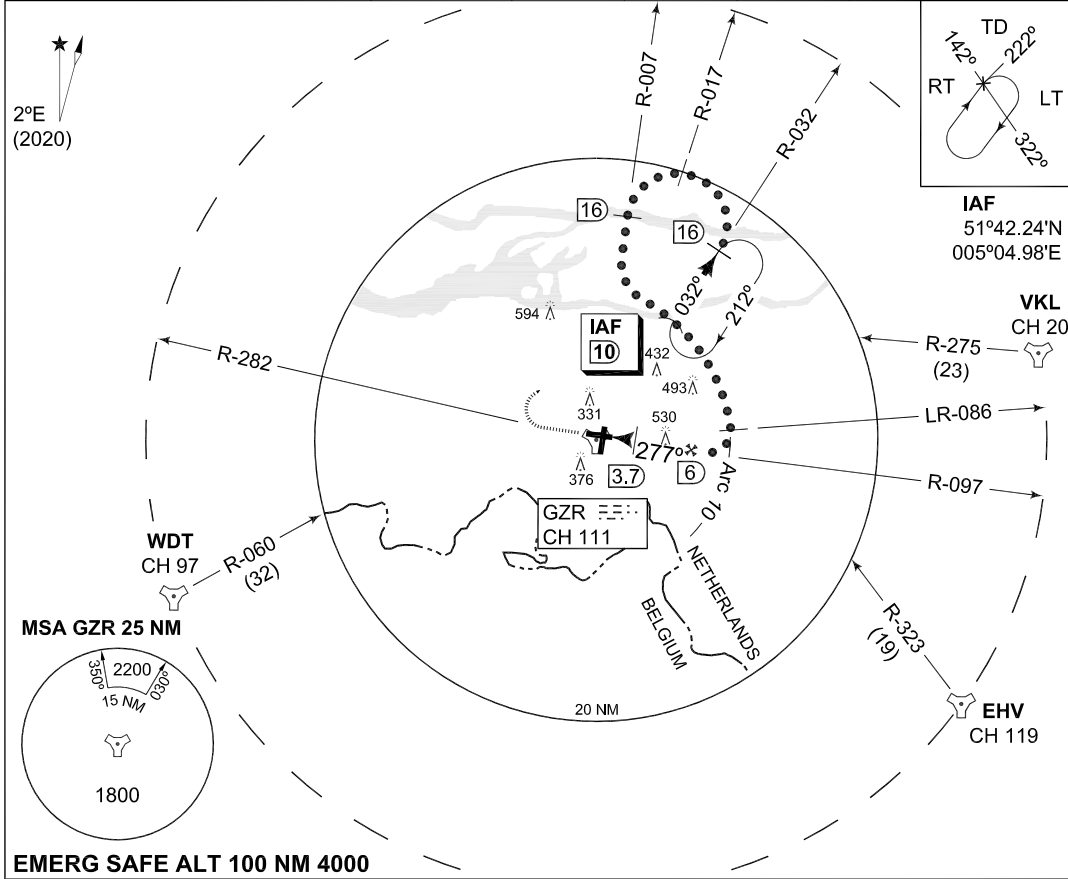 2ºE
(2020)
R-007
R-017
R-032
TD
142º
222º
RT
LT
322º
IAF
51º42.24'N
005º04.98'E
16
16
032º
212º
594
IAF
10
432
493
VKL
CH 20
R-275
(23)
R-282
331
530
LR-086
277º
376
3.7
6
R-097
Arc 10
GZR
CH 111
WDT
CH 97
R-060
(32)
NETHERLANDS
BELGIUM
R-323
(19)
MSA GZR 25 NM
350º
2200
030º
15 NM
1800
20 NM
EHV
CH 119
EMERG SAFE ALT 100 NM 4000